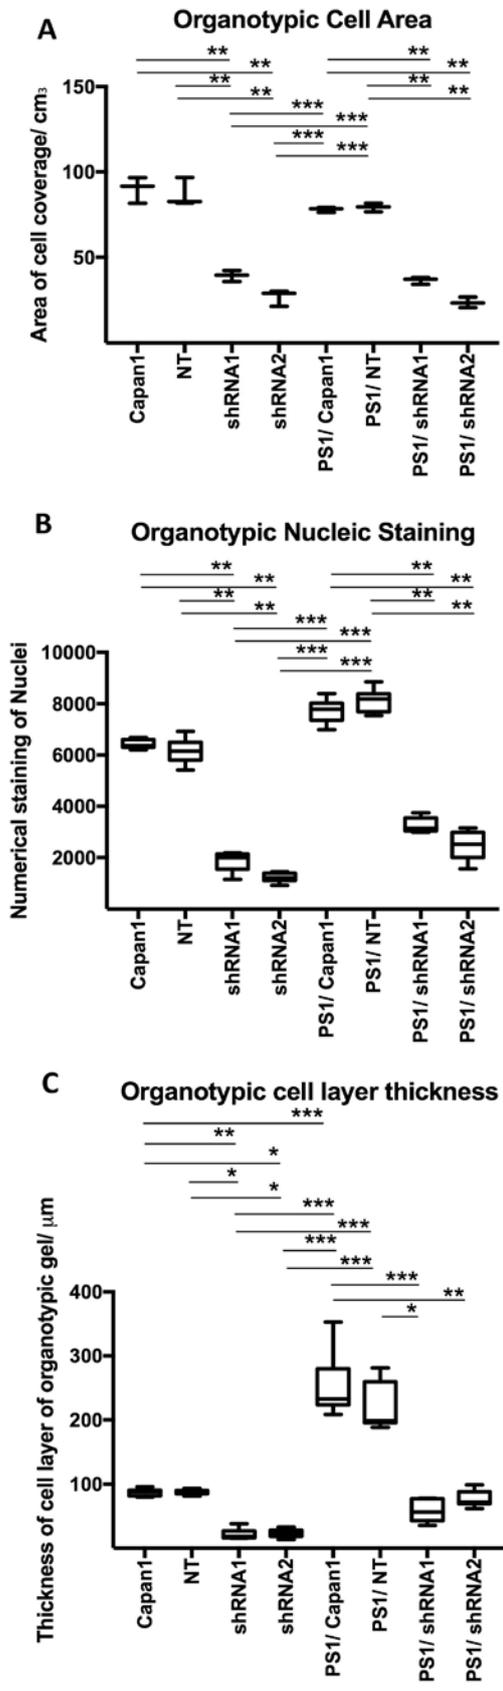 A
Organotypic Cell Area
**
**
**
**
**
**
**
**
***
***
***
***
Area of cell coverage/ cm3
150
100
50
Capan1
NT
shRNA1
shRNA2
PS1/ Capan1
PS1/ NT
PS1/ shRNA1
PS1/ shRNA2
B
Organotypic Nucleic Staining
**
**
**
**
**
**
**
**
***
***
***
***
Numerical staining of Nuclei
10000
8000
6000
4000
2000
Capan1
NT
shRNA1
shRNA2
PS1/ Capan1
PS1/ NT
PS1/ shRNA1
PS1/ shRNA2
C
Organotypic cell layer thickness
***
**
*
*
*
***
***
***
***
***
**
*
Thickness of cell layer of organotypic gel/ μm
400
300
200
100
Capan1
NT
shRNA1
shRNA2
PS1/ Capan1
PS1/ NT
PS1/ shRNA1
PS1/ shRNA2